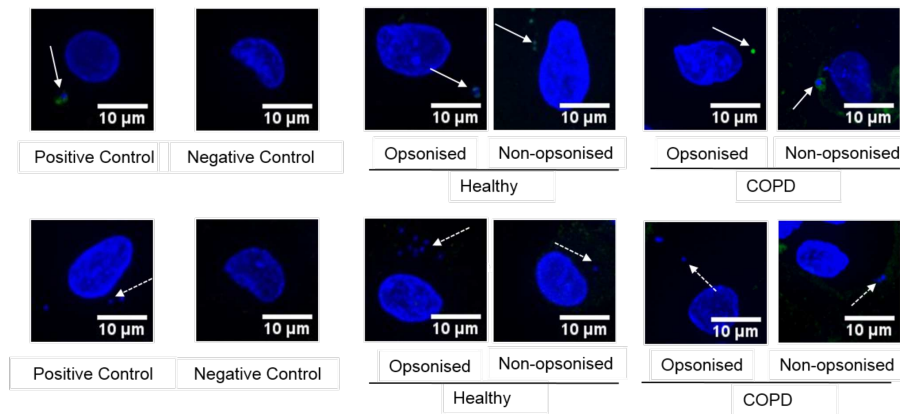 10 µm 10 µm 10 µm 10 µm 10 µm 10 µm
Positive Control Negative Control Opsonised Non-opsonised Opsonised Non-opsonised
Healthy COPD
10 µm 10 µm 10 µm 10 µm 10 µm 10 µm
Positive Control Negative Control Opsonised Non-opsonised Opsonised Non-opsonised
Healthy COPD